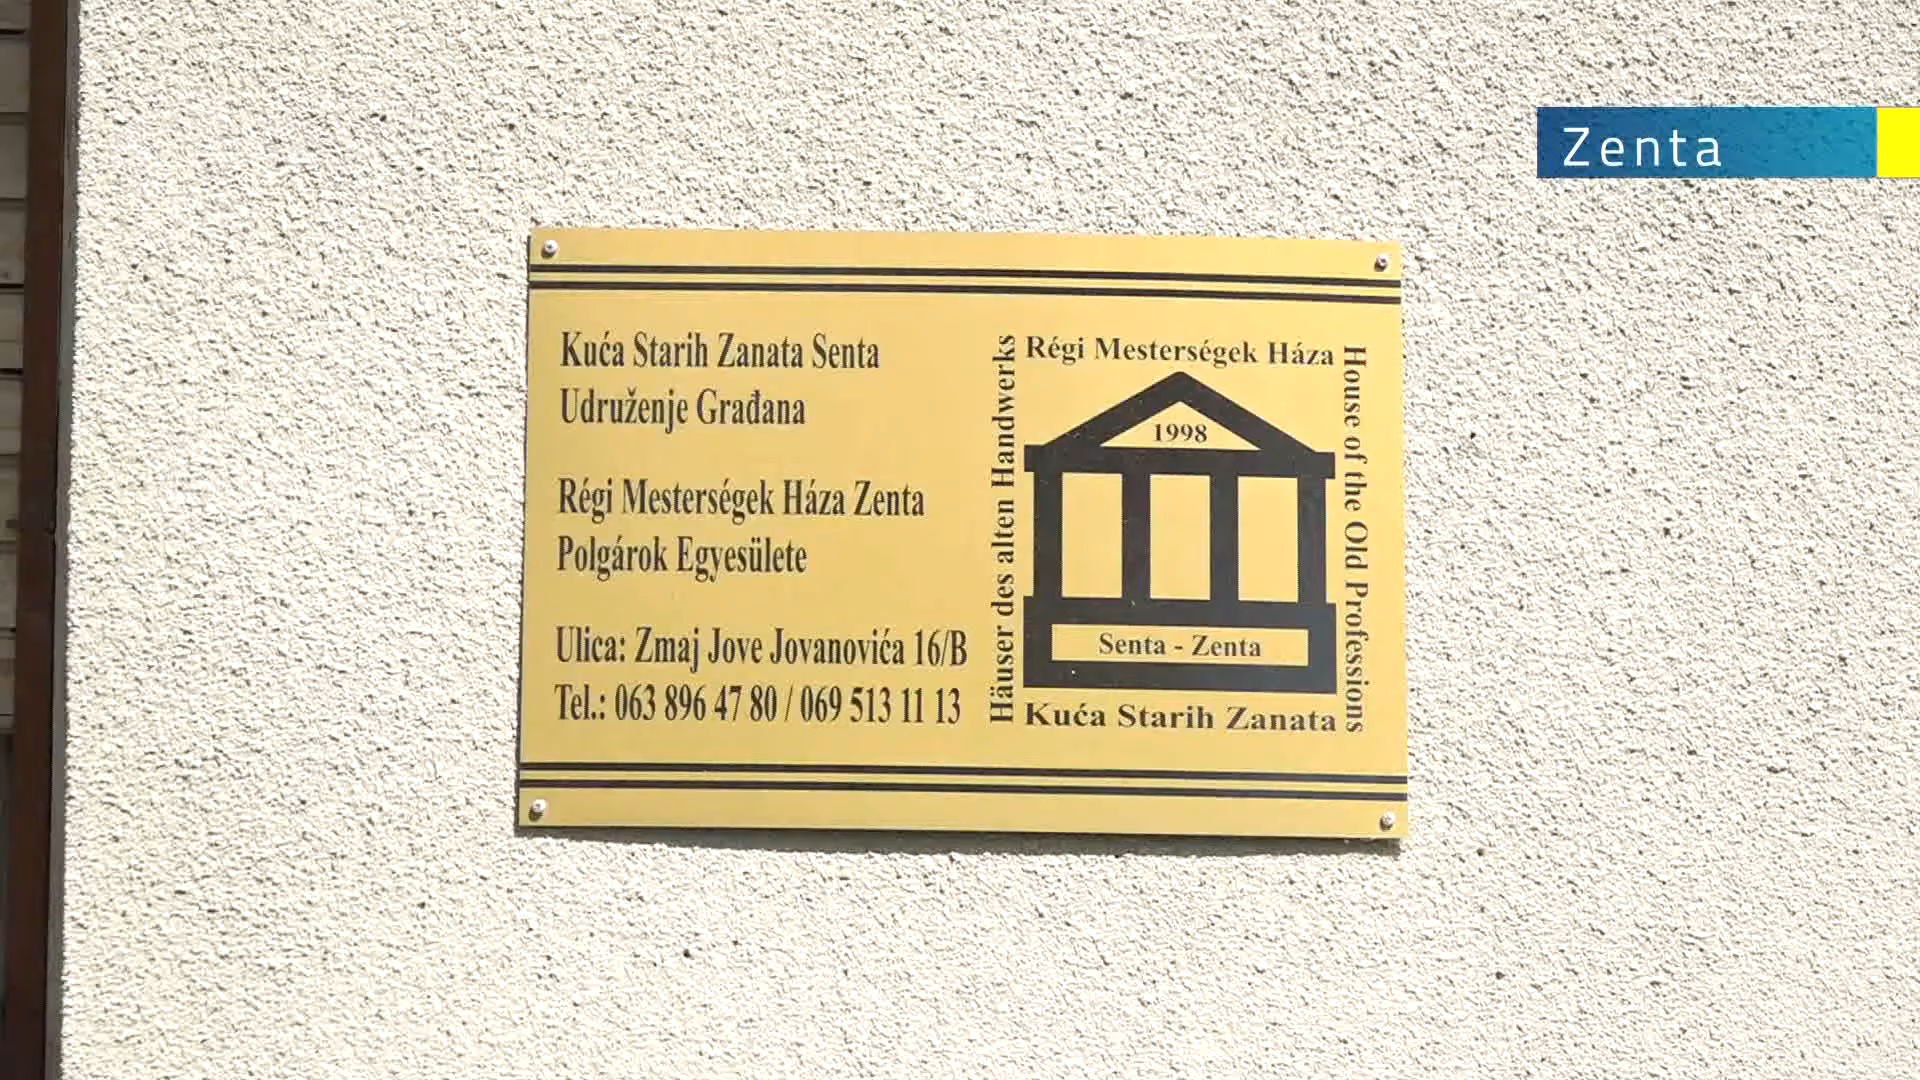 Zenta
Kuća Starih Zanata Senta
Udruženje Građana
Régi Mesterségek Háza Zenta
Polgárok Egyesülete
Ulica: Zmaj Jove Jovanovića 16/B
Tel.: 063 896 47 80 / 069 513 11 13
Häuser des alten Handwerks
Régi Mesterségek Háza
House of the Old Professions
1998
Senta - Zenta
Kuća Starih Zanata